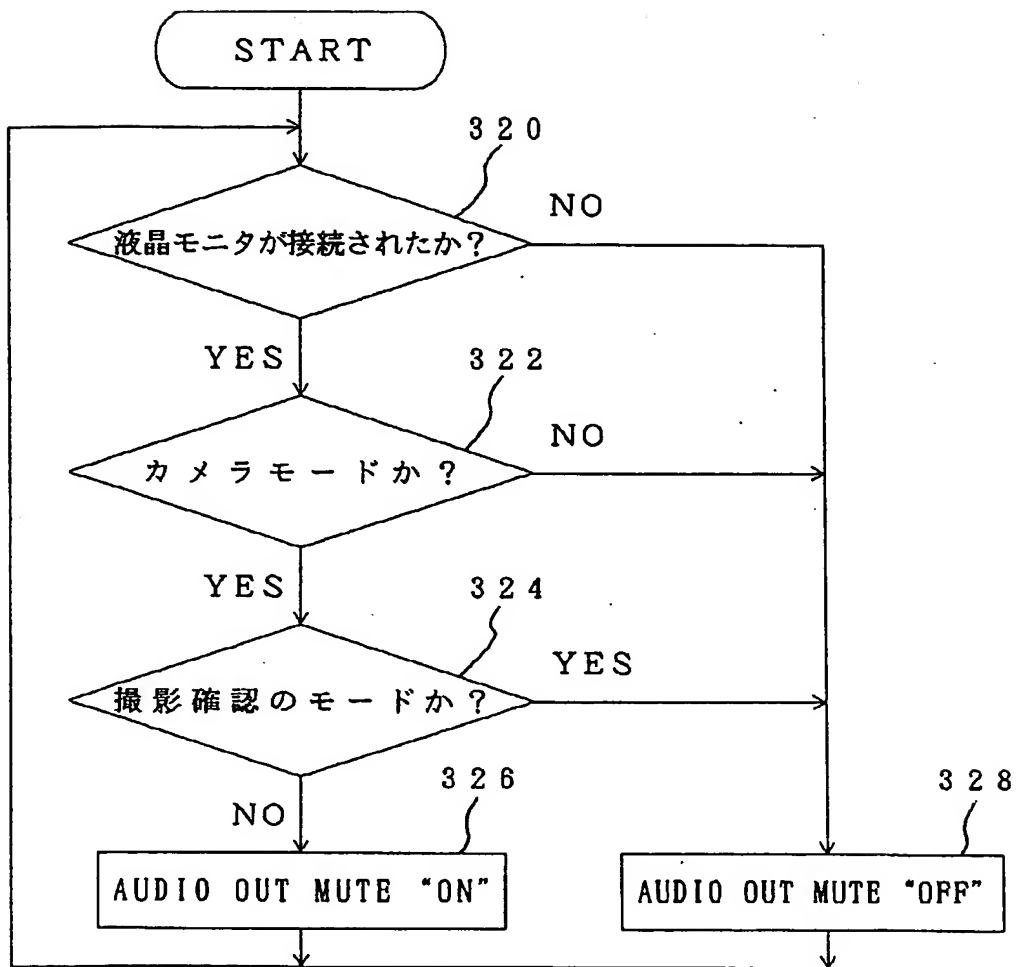 START
320
液晶モニタが接続されたか？
NO
YES
322
カメラモードか？
NO
YES
324
撮影確認のモードか？
YES
NO
326
328
AUDIO OUT MUTE “ON”
AUDIO OUT MUTE “OFF”